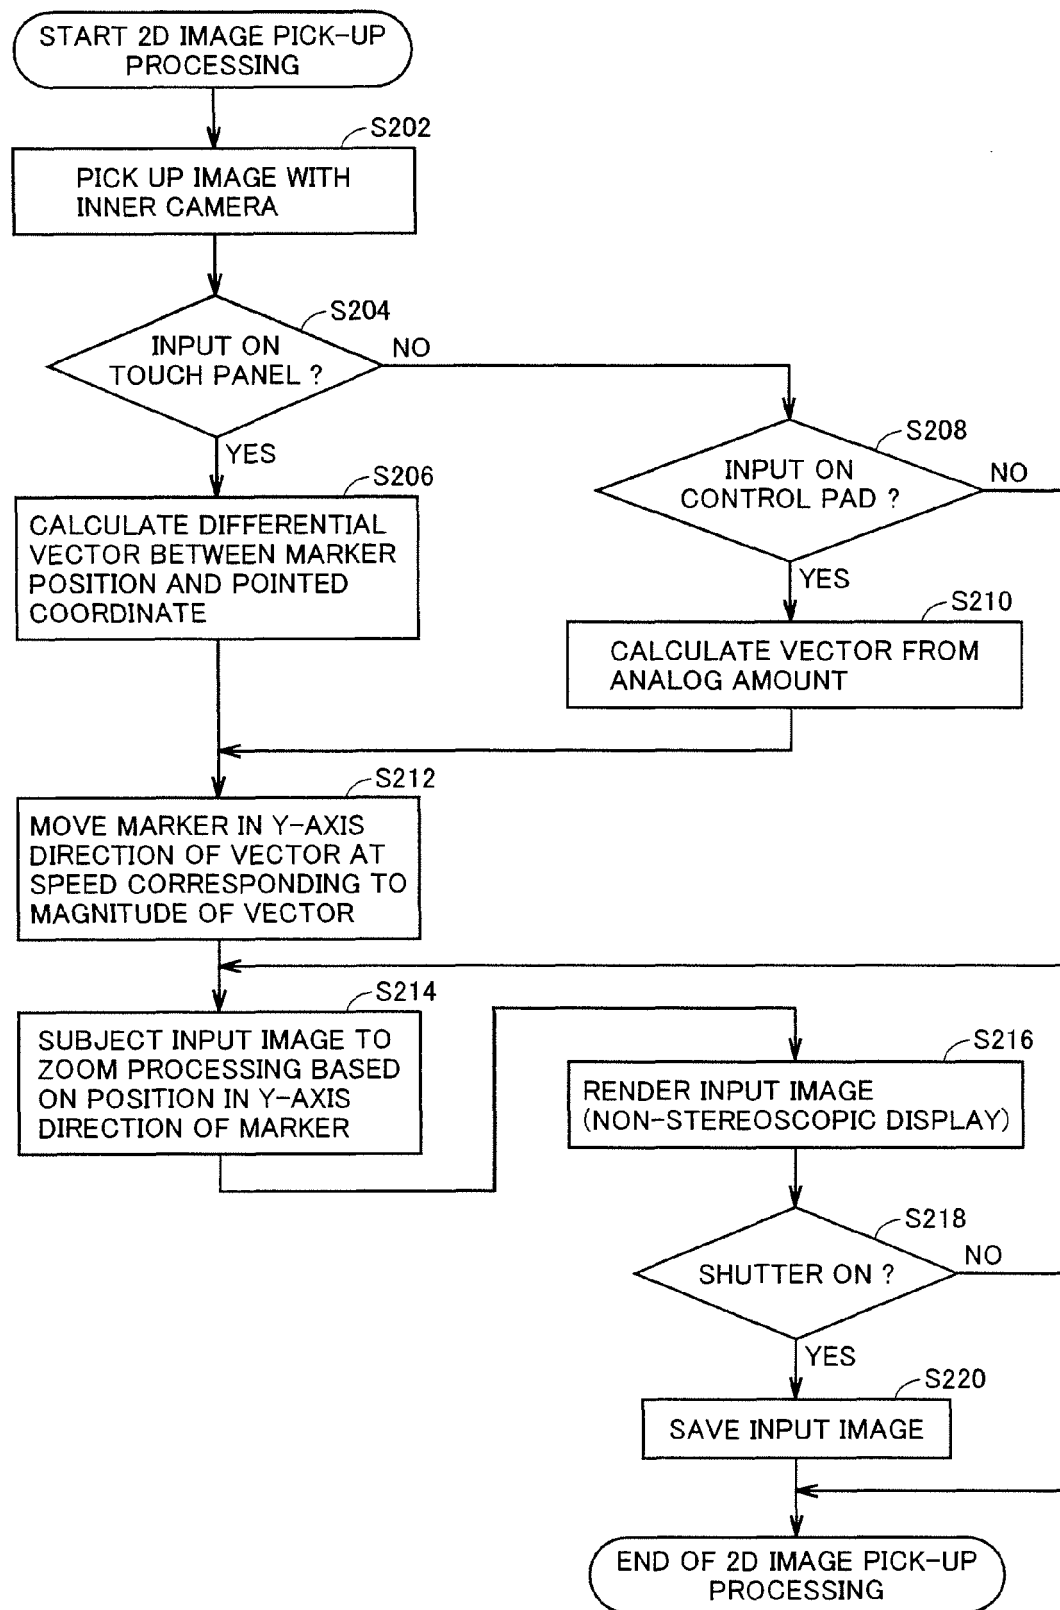 START 2D IMAGE PICK-UP
PROCESSING
S202
PICK UP IMAGE WITH
INNER CAMERA
S204
INPUT ON
TOUCH PANEL ?
NO
YES
S206
CALCULATE DIFFERENTIAL
VECTOR BETWEEN MARKER
POSITION AND POINTED
COORDINATE
S208
INPUT ON
CONTROL PAD ?
NO
YES
S210
CALCULATE VECTOR FROM
ANALOG AMOUNT
S212
MOVE MARKER IN Y-AXIS
DIRECTION OF VECTOR AT
SPEED CORRESPONDING TO
MAGNITUDE OF VECTOR
S214
SUBJECT INPUT IMAGE TO
ZOOM PROCESSING BASED
ON POSITION IN Y-AXIS
DIRECTION OF MARKER
S216
RENDER INPUT IMAGE
(NON-STEREOSCOPIC DISPLAY)
S218
SHUTTER ON ?
NO
YES
S220
SAVE INPUT IMAGE
END OF 2D IMAGE PICK-UP
PROCESSING